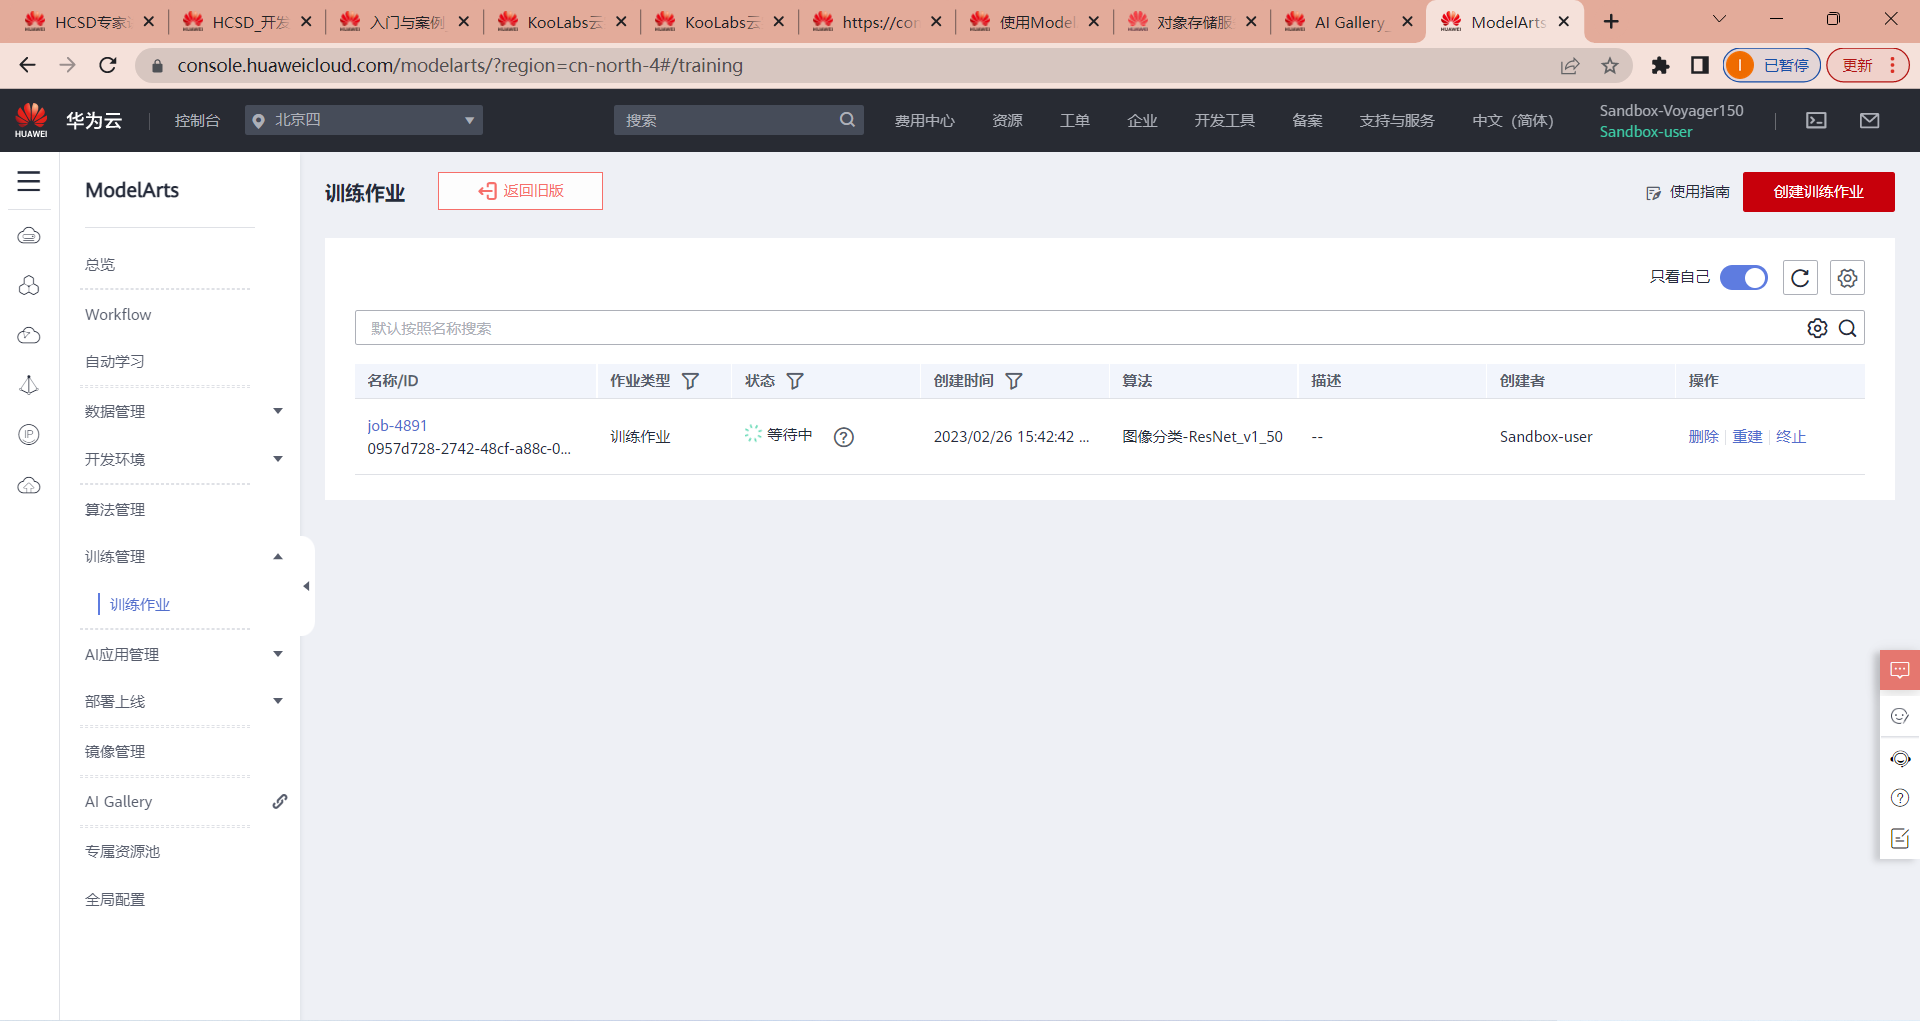 HCSD专家
HCSD_开发
入门与案例
KooLabs云
KooLabs云
https://con
使用Model
对象存储服
AI Gallery_
ModelArts
console.huaweicloud.com/modelarts/?region=cn-north-4#/training
I 已暂停
更新
HUAWEI
华为云
控制台
北京四
搜索
费用中心
资源
工单
企业
开发工具
备案
支持与服务
中文（简体）
Sandbox-Voyager150
Sandbox-user
ModelArts
总览
Workflow
自动学习
数据管理
开发环境
算法管理
训练管理
训练作业
AI应用管理
部署上线
镜像管理
AI Gallery
专属资源池
全局配置
训练作业
返回旧版
使用指南
创建训练作业
只看自己
默认按照名称搜索
名称/ID 作业类型 状态 创建时间 算法 描述 创建者 操作
job-4891
0957d728-2742-48cf-a88c-0...
训练作业
等待中
2023/02/26 15:42:42 ...
图像分类-ResNet_v1_50
--
Sandbox-user
删除 重建 终止